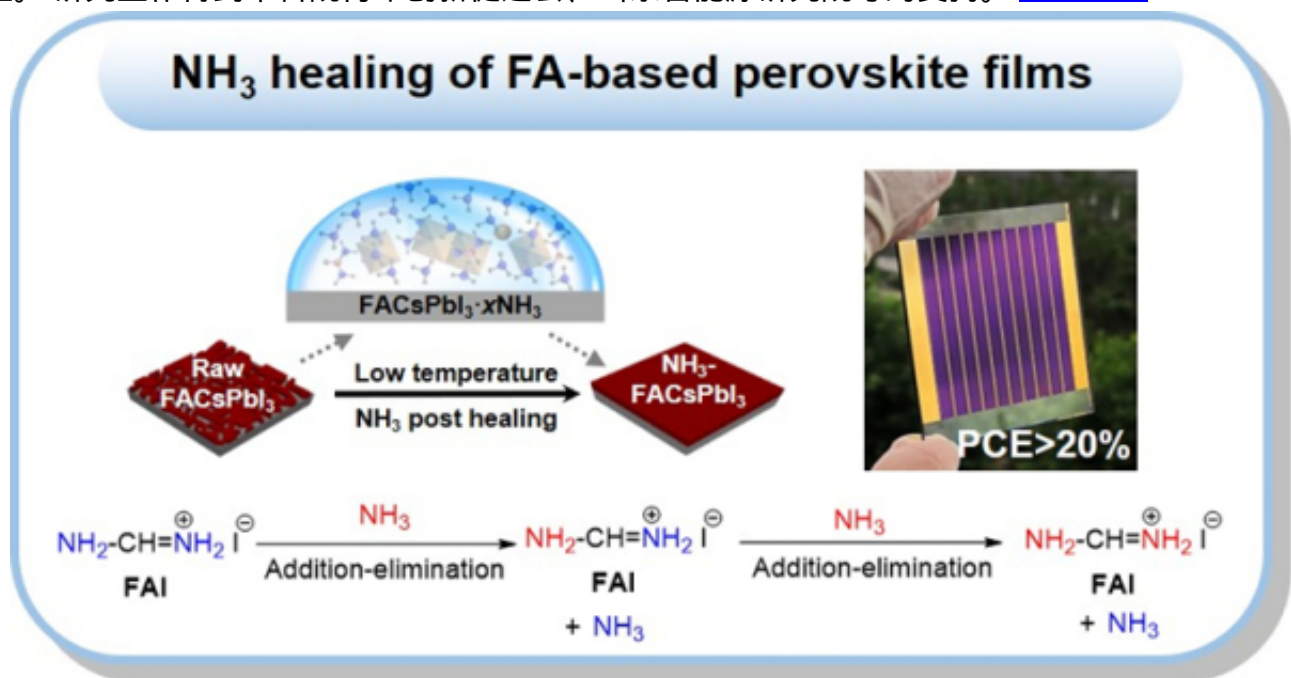 NH₃ healing of FA-based perovskite films
FACsPbI₃·xNH₃
Raw
FACsPbI₃
Low temperature
NH₃ post healing
NH₃-
FACsPbI₃
PCE>20%
NH₂-CH=NH₂ I
⊕ ⊖
FAI
NH₃
Addition-elimination
NH₂-CH=NH₂ I
⊕ ⊖
FAI
+ NH₃
NH₃
Addition-elimination
NH₂-CH=NH₂ I
⊕ ⊖
FAI
+ NH₃